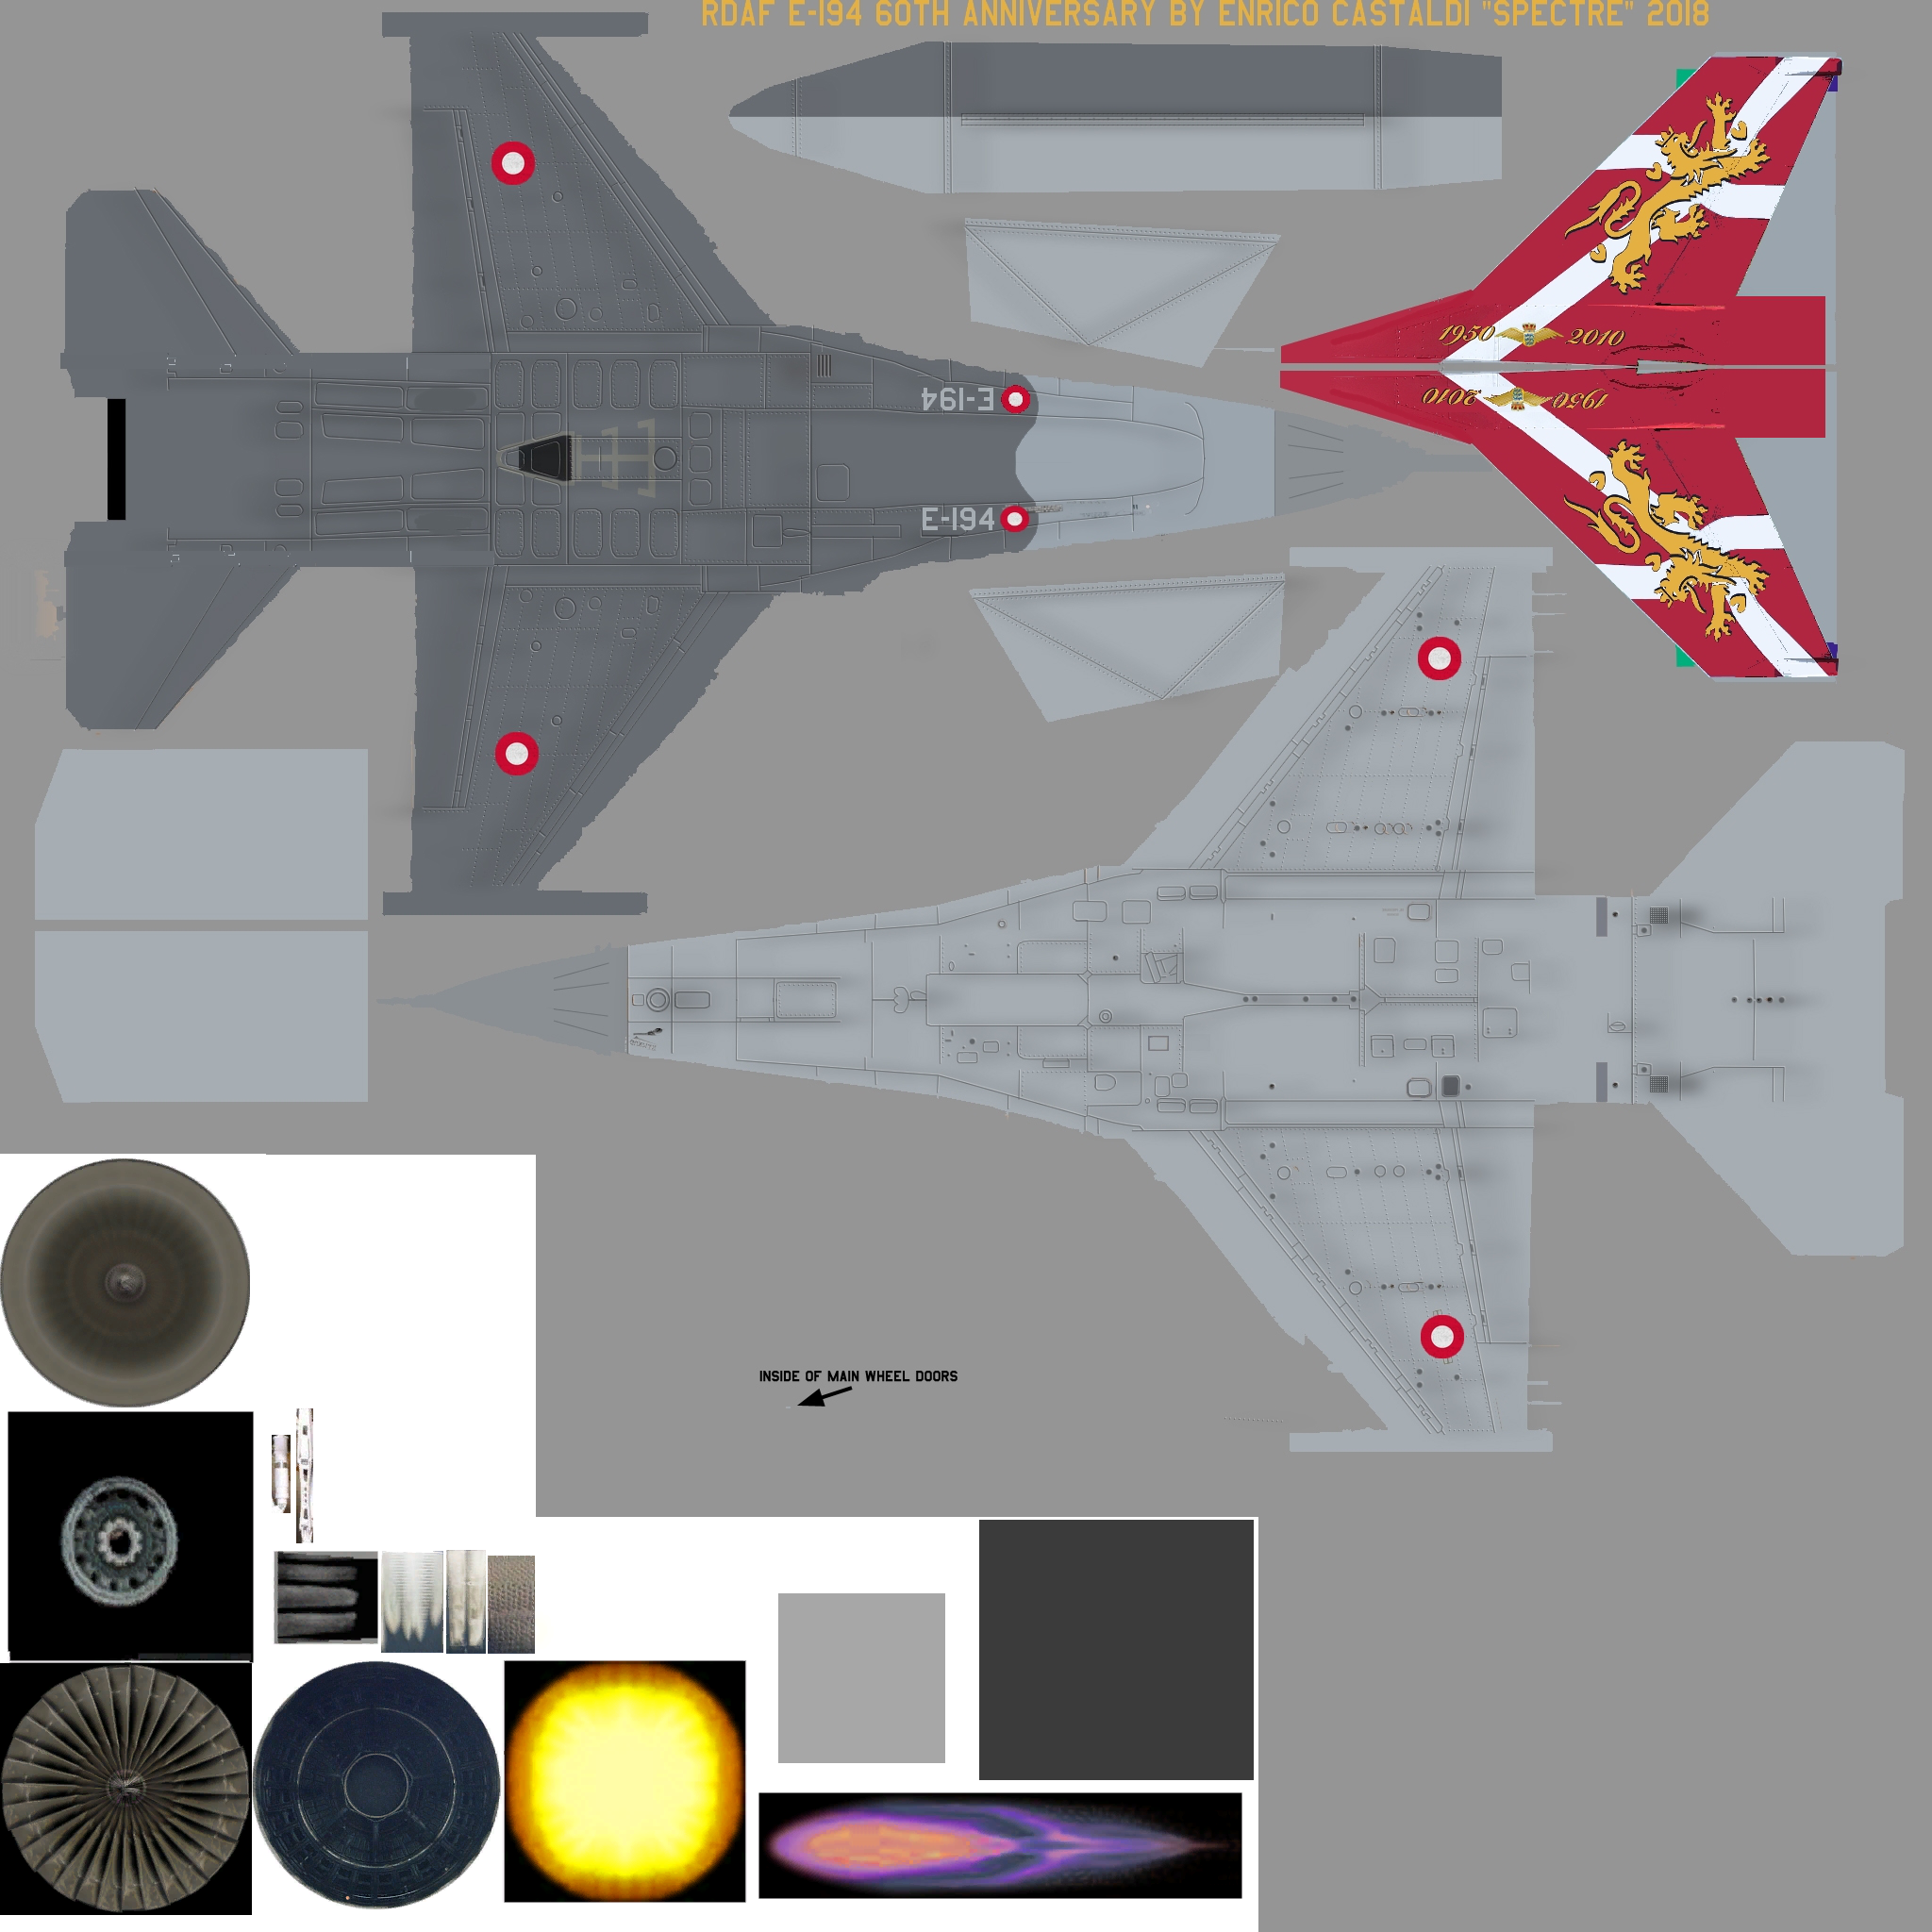 RDAF E-194 60TH ANNIVERSARY BY ENRICO CASTALDI "SPECTRE" 2018
1950 2010
E-194
1950 2010
E-194
INSIDE OF MAIN WHEEL DOORS